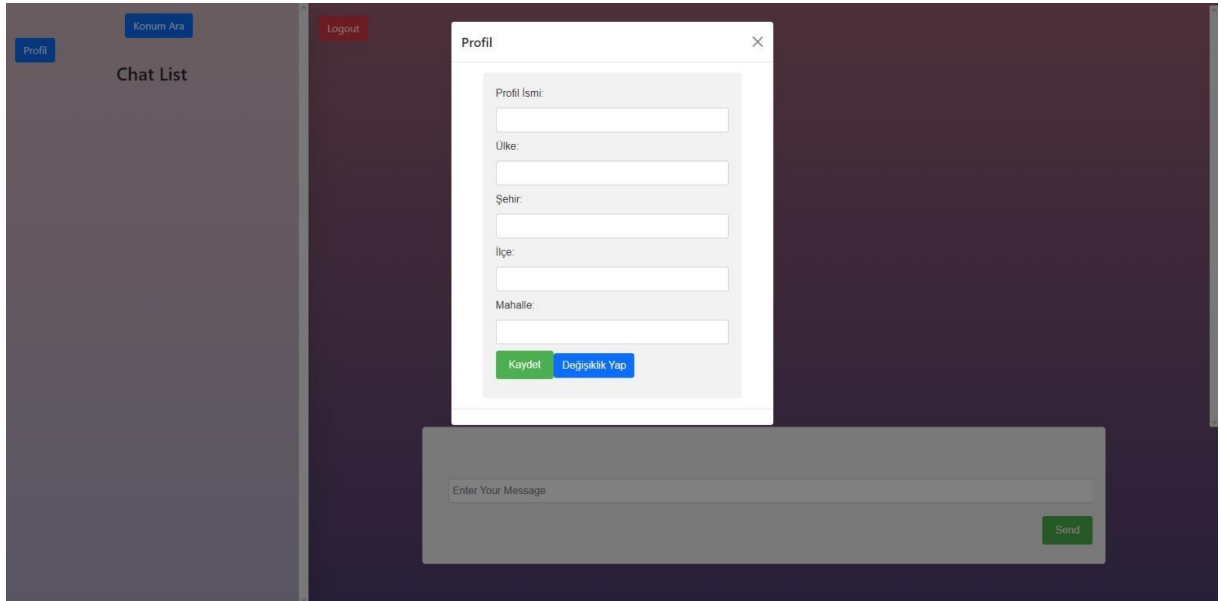 Konum Ara
Profil
Chat List
Logout
Profil
Profil İsmi:
Ülke:
Şehir:
İlçe:
Mahalle:
Kaydet Değişiklik Yap
Enter Your Message
Send